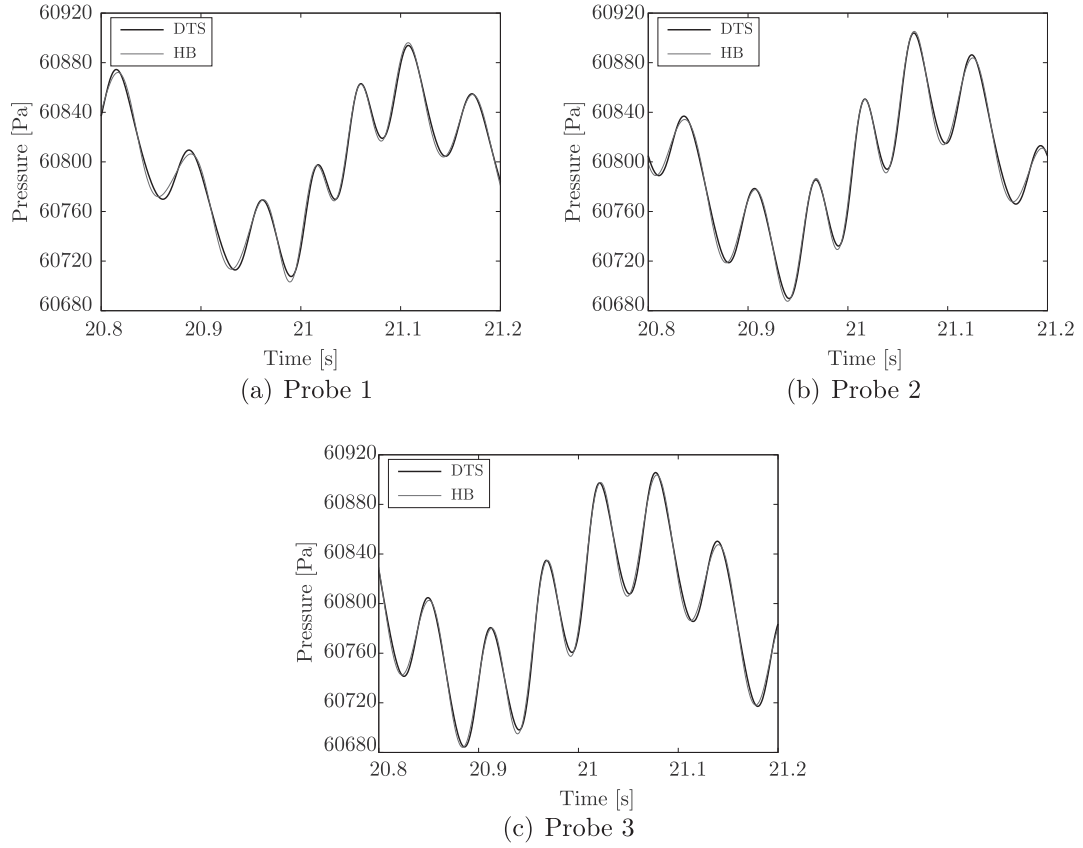 60920
60880
60840
60800
60760
60720
60680
Pressure [Pa]
DTS
HB
20.8 20.9 21 21.1 21.2
Time [s]
(a) Probe 1
60920
60880
60840
60800
60760
60720
60680
Pressure [Pa]
DTS
HB
20.8 20.9 21 21.1 21.2
Time [s]
(b) Probe 2
60920
60880
60840
60800
60760
60720
60680
Pressure [Pa]
DTS
HB
20.8 20.9 21 21.1 21.2
Time [s]
(c) Probe 3